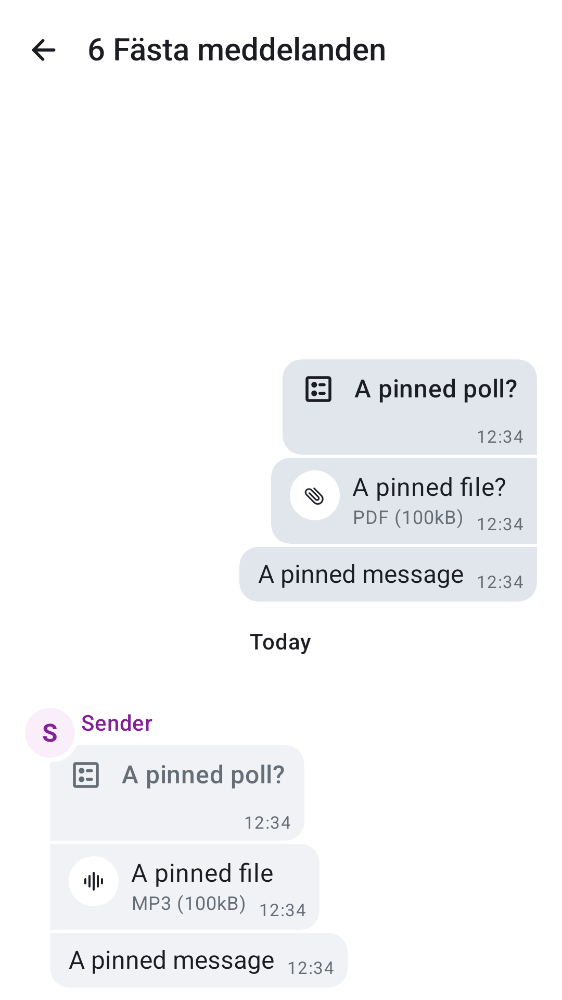 6 Fästa meddelanden
A pinned poll?
12:34
A pinned file?
PDF (100kB) 12:34
A pinned message 12:34
Today
S Sender
A pinned poll?
12:34
A pinned file
MP3 (100kB) 12:34
A pinned message 12:34